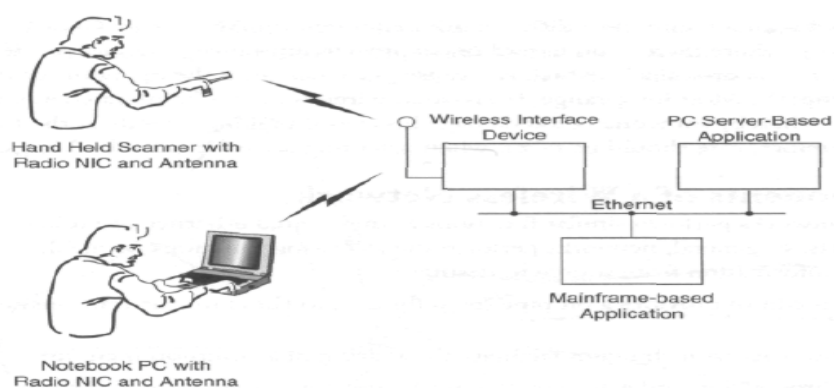 Hand Held Scanner with
Radio NIC and Antenna
Wireless Interface
Device
PC Server-Based
Application
Ethernet
Mainframe-based
Application
Notebook PC with
Radio NIC and Antenna